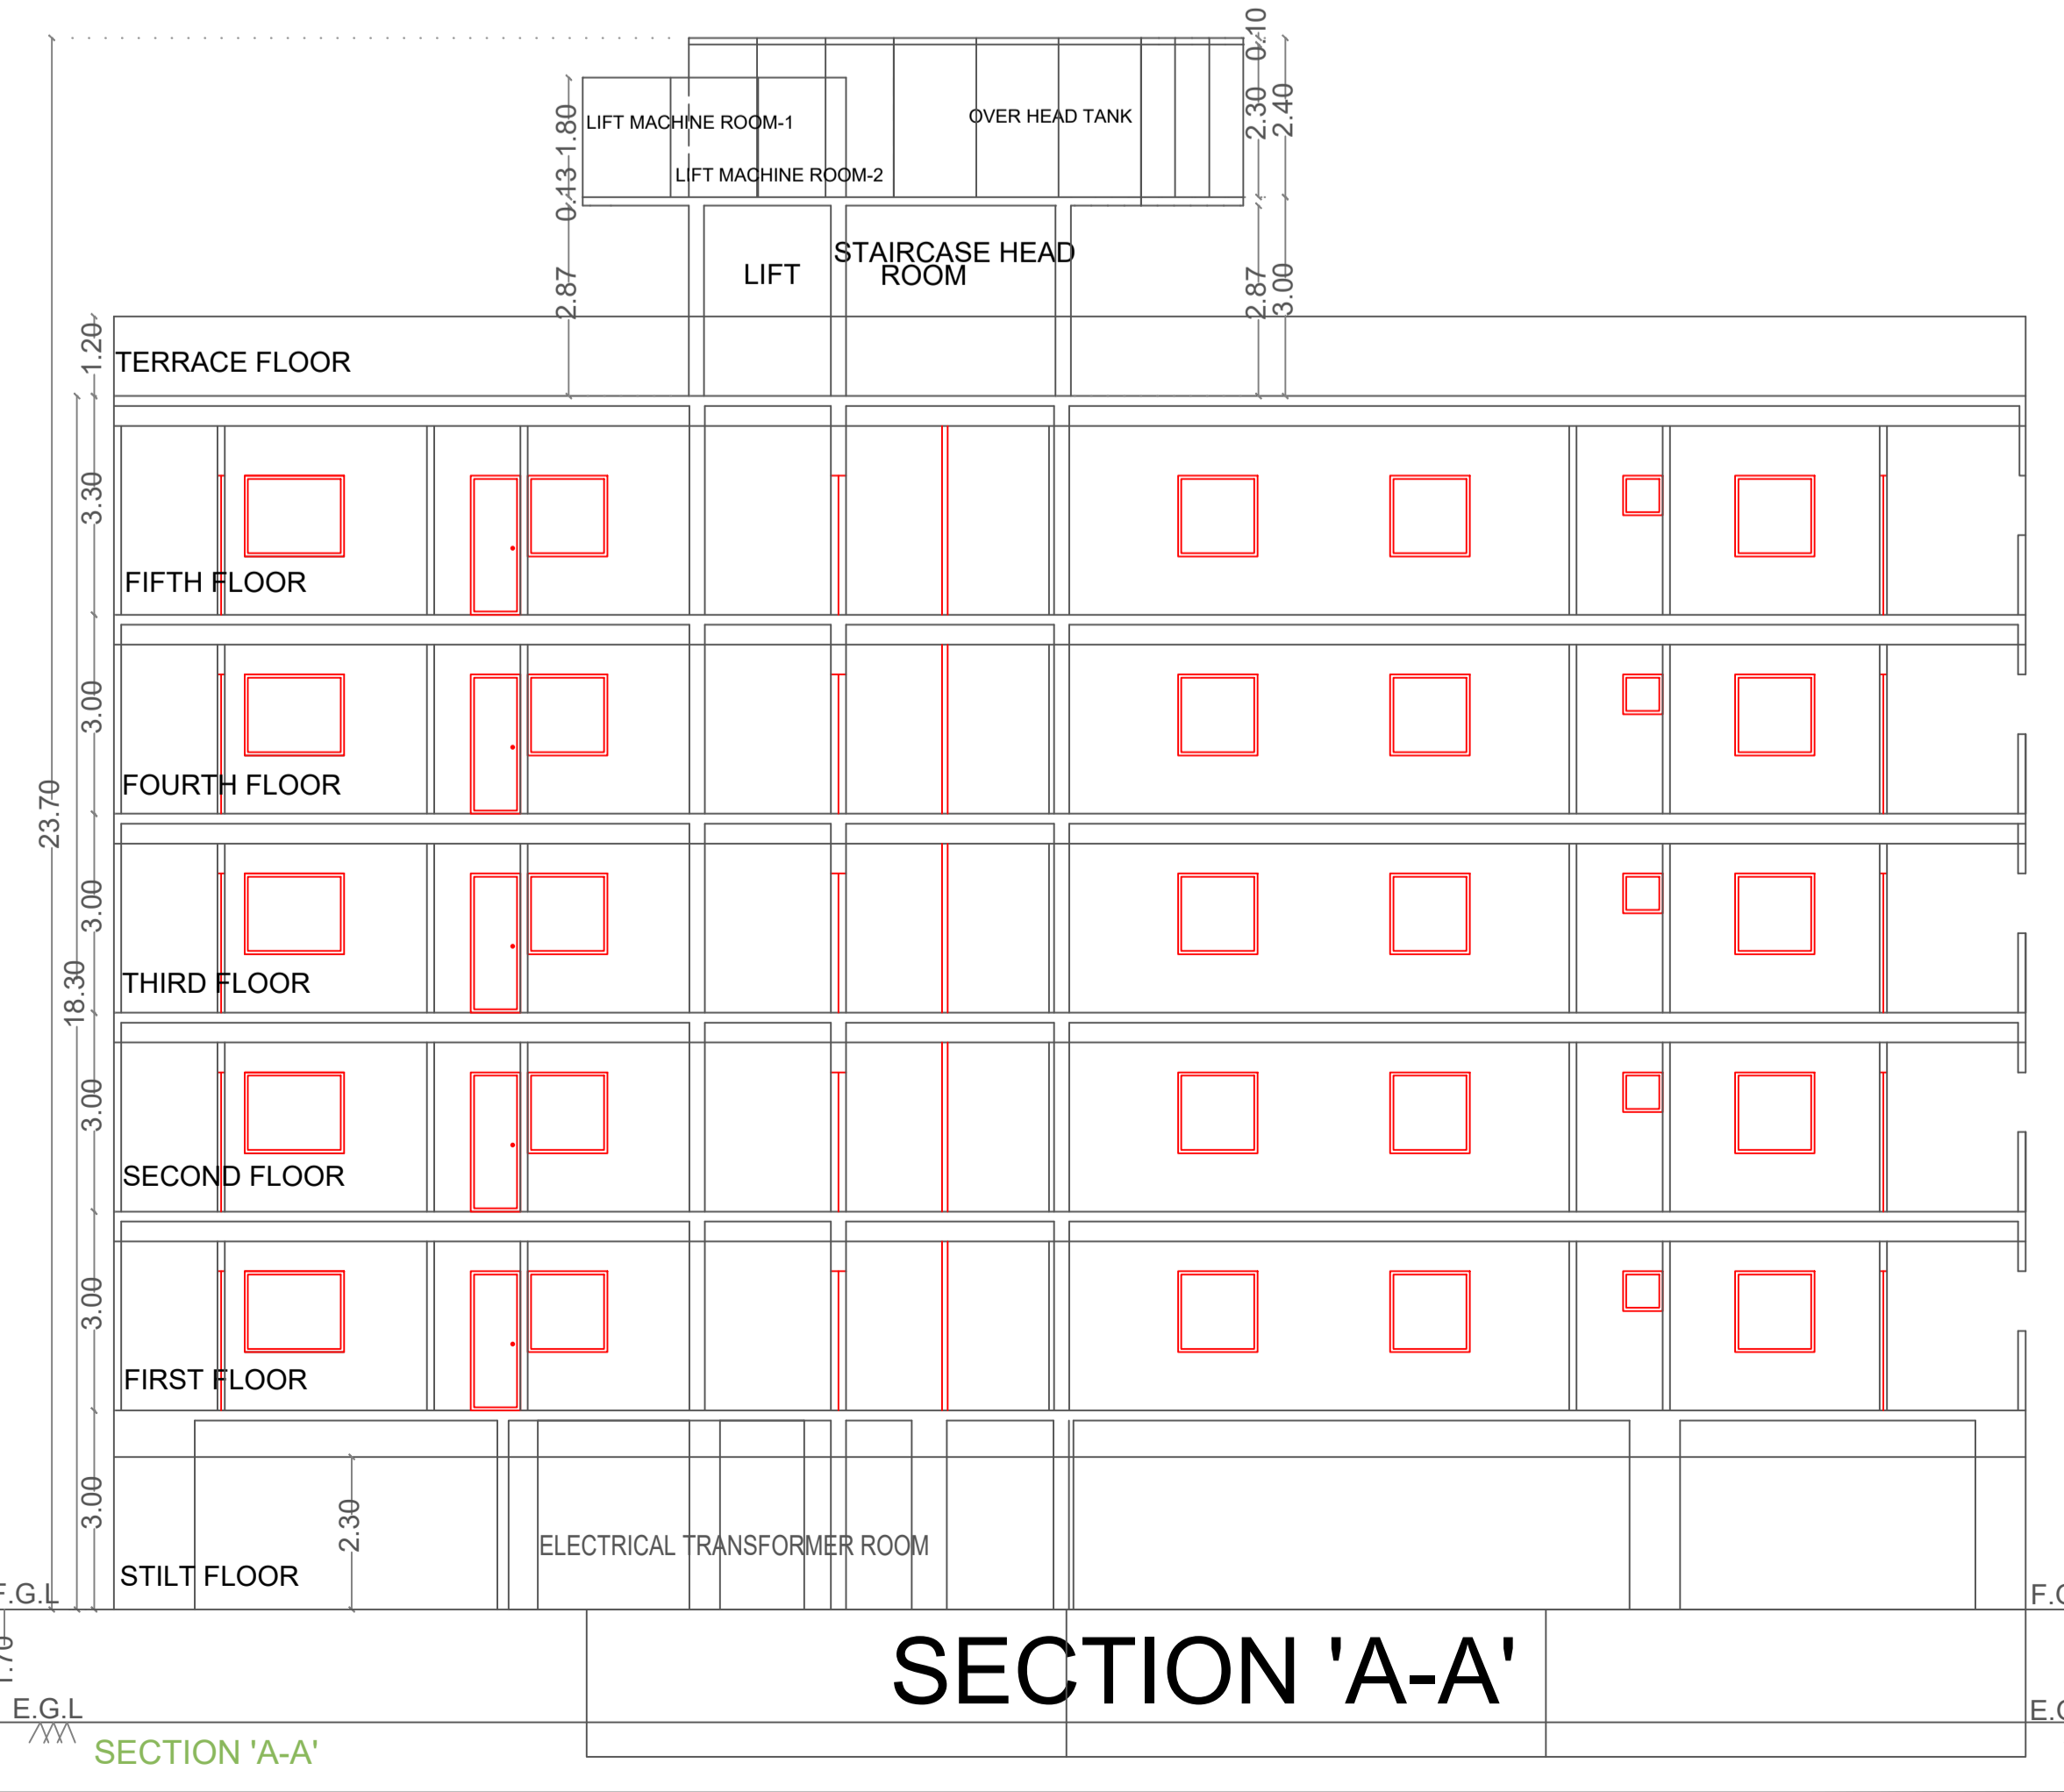 0.10
2.30
2.40
1.80
LIFT MACHINE ROOM-1
OVER HEAD TANK
LIFT MACHINE ROOM-2
0.13
STAIRCASE HEAD
ROOM
LIFT
2.87
2.87
3.00
1.20
TERRACE FLOOR
3.30
FIFTH FLOOR
3.00
FOURTH FLOOR
23.70
3.00
THIRD FLOOR
18.30
3.00
SECOND FLOOR
3.00
FIRST FLOOR
3.00
2.30
ELECTRICAL TRANSFORMER ROOM
STILT FLOOR
F.G.L
F.G
1.70
SECTION 'A-A'
E.G.L
E.G
SECTION 'A-A'